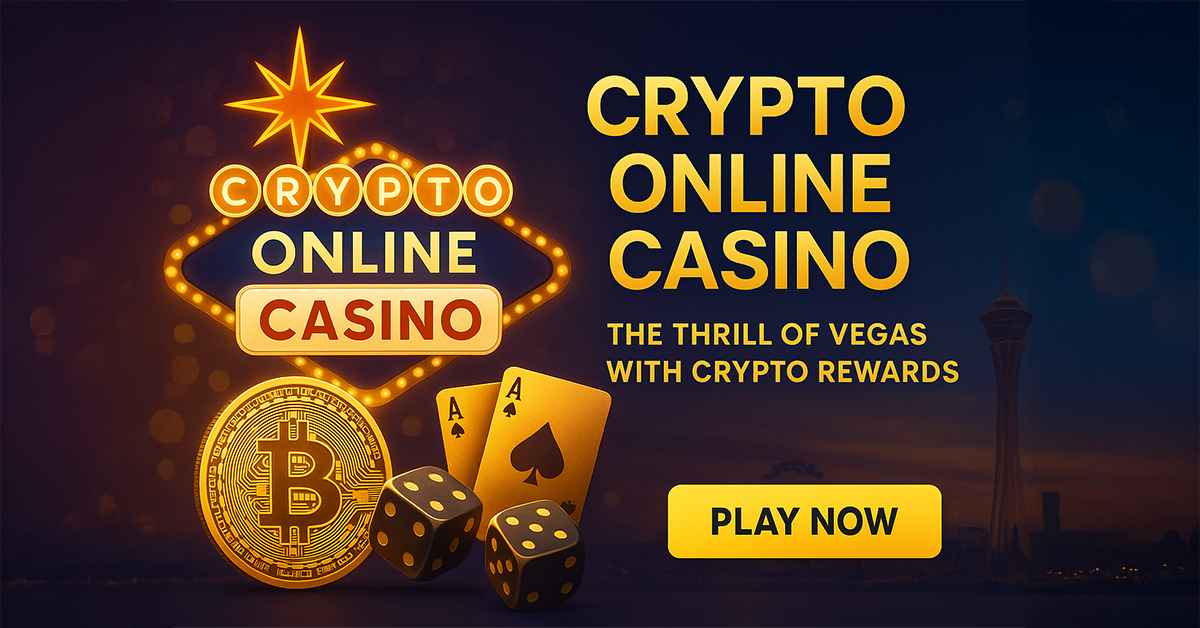 CRYPTO
ONLINE
CASINO
A
A
CRYPTO
ONLINE
CASINO
THE THRILL OF VEGAS
WITH CRYPTO REWARDS
PLAY NOW